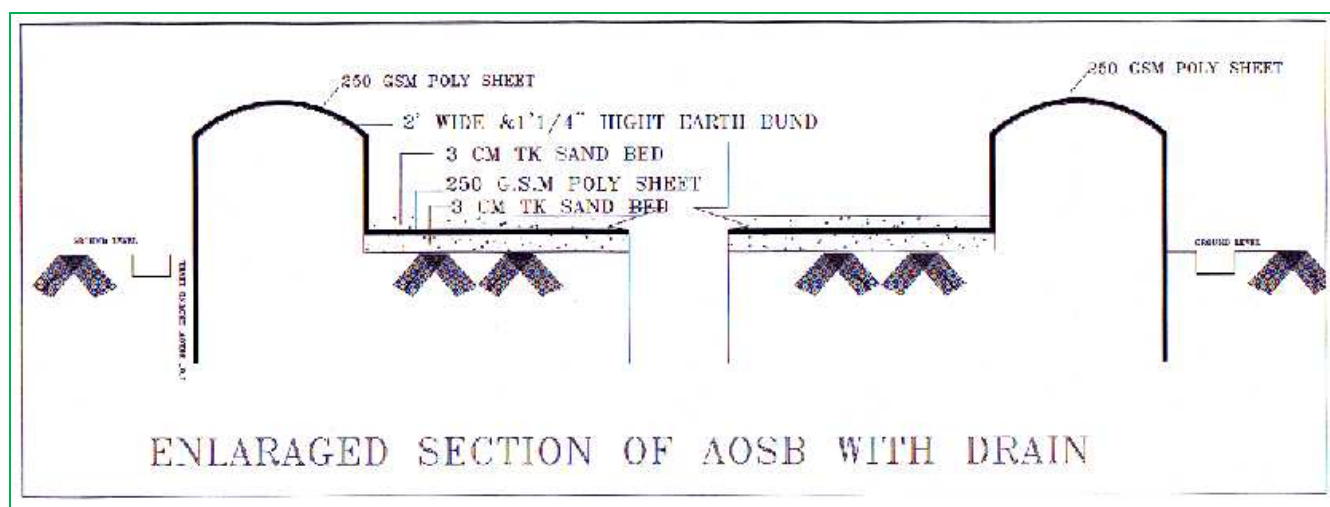 250 GSM POLY SHEET
250 GSM POLY SHEET
2' WIDE &1'1/4" HIGHT EARTH BUND
3 CM TK SAND BED
250 G.S.M POLY SHEET
3 CM TK SAND BED
GROUND LEVEL
GROUND LEVEL
ENLARAGED SECTION OF AOSB WITH DRAIN